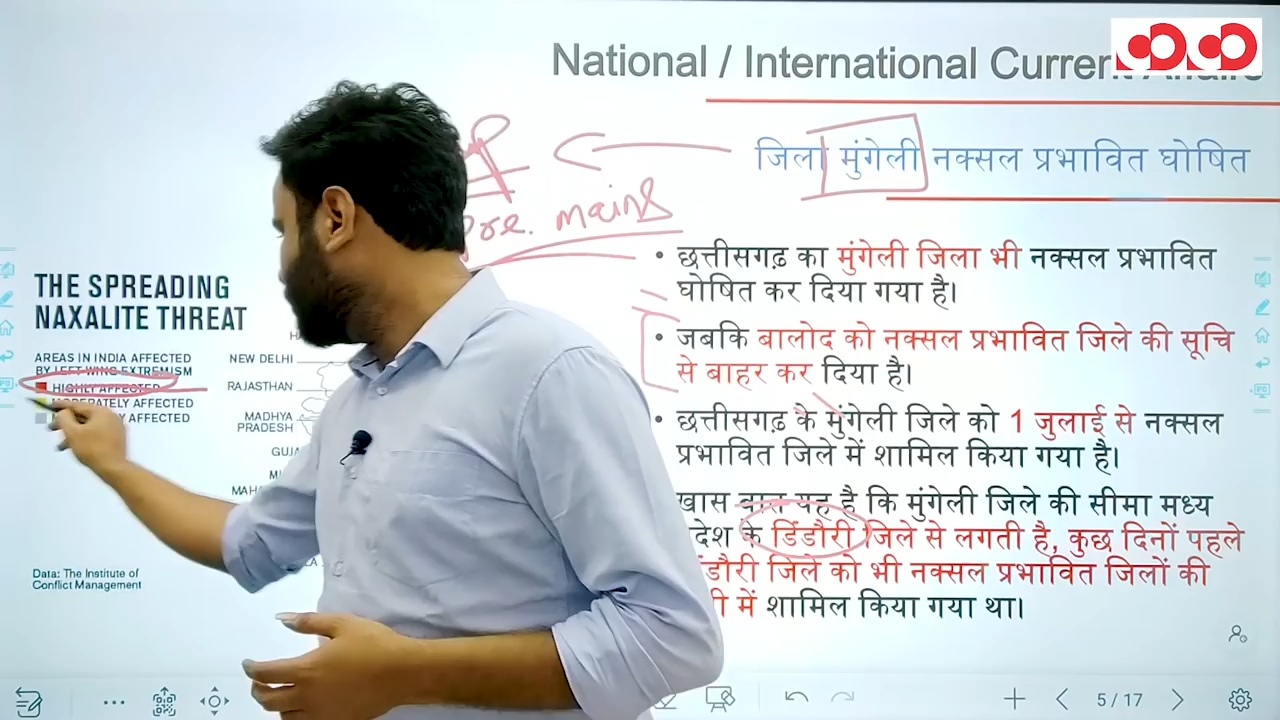 National / International Current Affairs
जिला मुंगेली नक्सल प्रभावित घोषित
Pre. mains
• छत्तीसगढ़ का मुंगेली जिला भी नक्सल प्रभावित
घोषित कर दिया गया है।
• जबकि बालोद को नक्सल प्रभावित जिले की सूचि
से बाहर कर दिया है।
• छत्तीसगढ़ के मुंगेली जिले को 1 जुलाई से नक्सल
प्रभावित जिले में शामिल किया गया है।
खास बात यह है कि मुंगेली जिले की सीमा मध्य
देश के डिंडौरी जिले से लगती है, कुछ दिनों पहले
डौरी जिले को भी नक्सल प्रभावित जिलों की
में शामिल किया गया था।
THE SPREADING
NAXALITE THREAT
AREAS IN INDIA AFFECTED
BY LEFT WING EXTREMISM
HIGHLY AFFECTED
MODERATELY AFFECTED
AFFECTED
NEW DELHI
RAJASTHAN
MADHYA
PRADESH
Data: The Institute of
Conflict Management
5 / 17